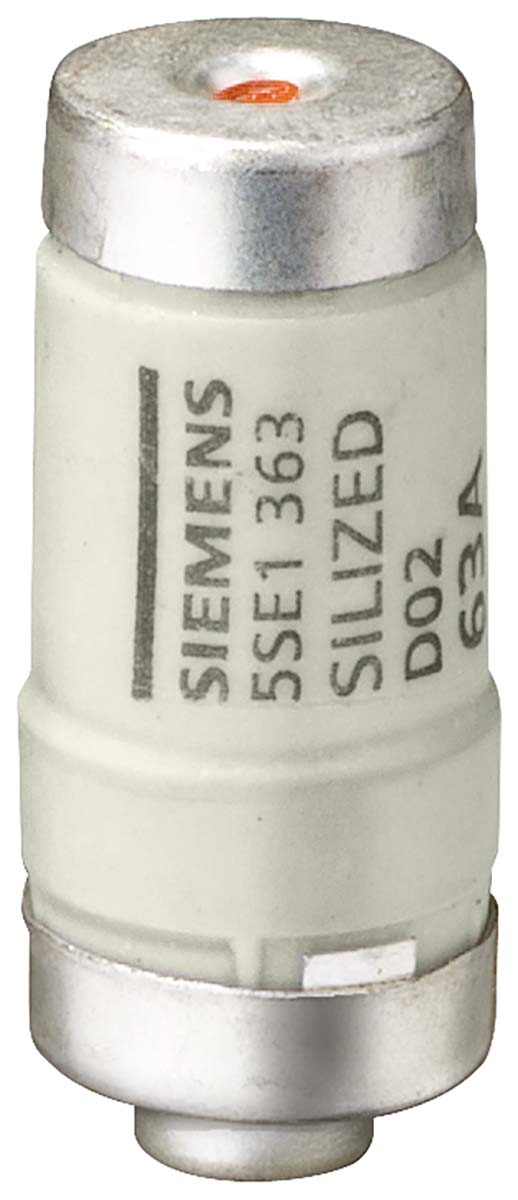 SIEMENS
5SE1 363
SILIZED
D02
63A